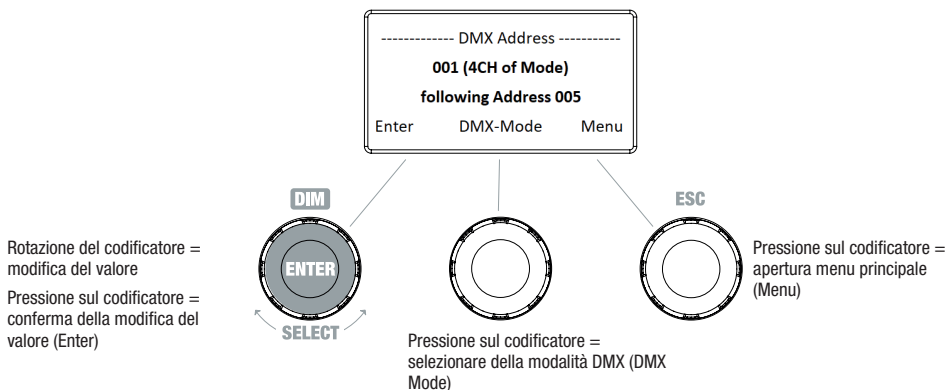 ------------- DMX Address -----------
001 (4CH of Mode)
following Address 005
Enter DMX-Mode Menu
DIM
ESC
ENTER
SELECT
Rotazione del codificatore =
modifica del valore
Pressione sul codificatore =
conferma della modifica del
valore (Enter)
Pressione sul codificatore =
selezionare della modalità DMX (DMX
Mode)
Pressione sul codificatore =
apertura menu principale
(Menu)